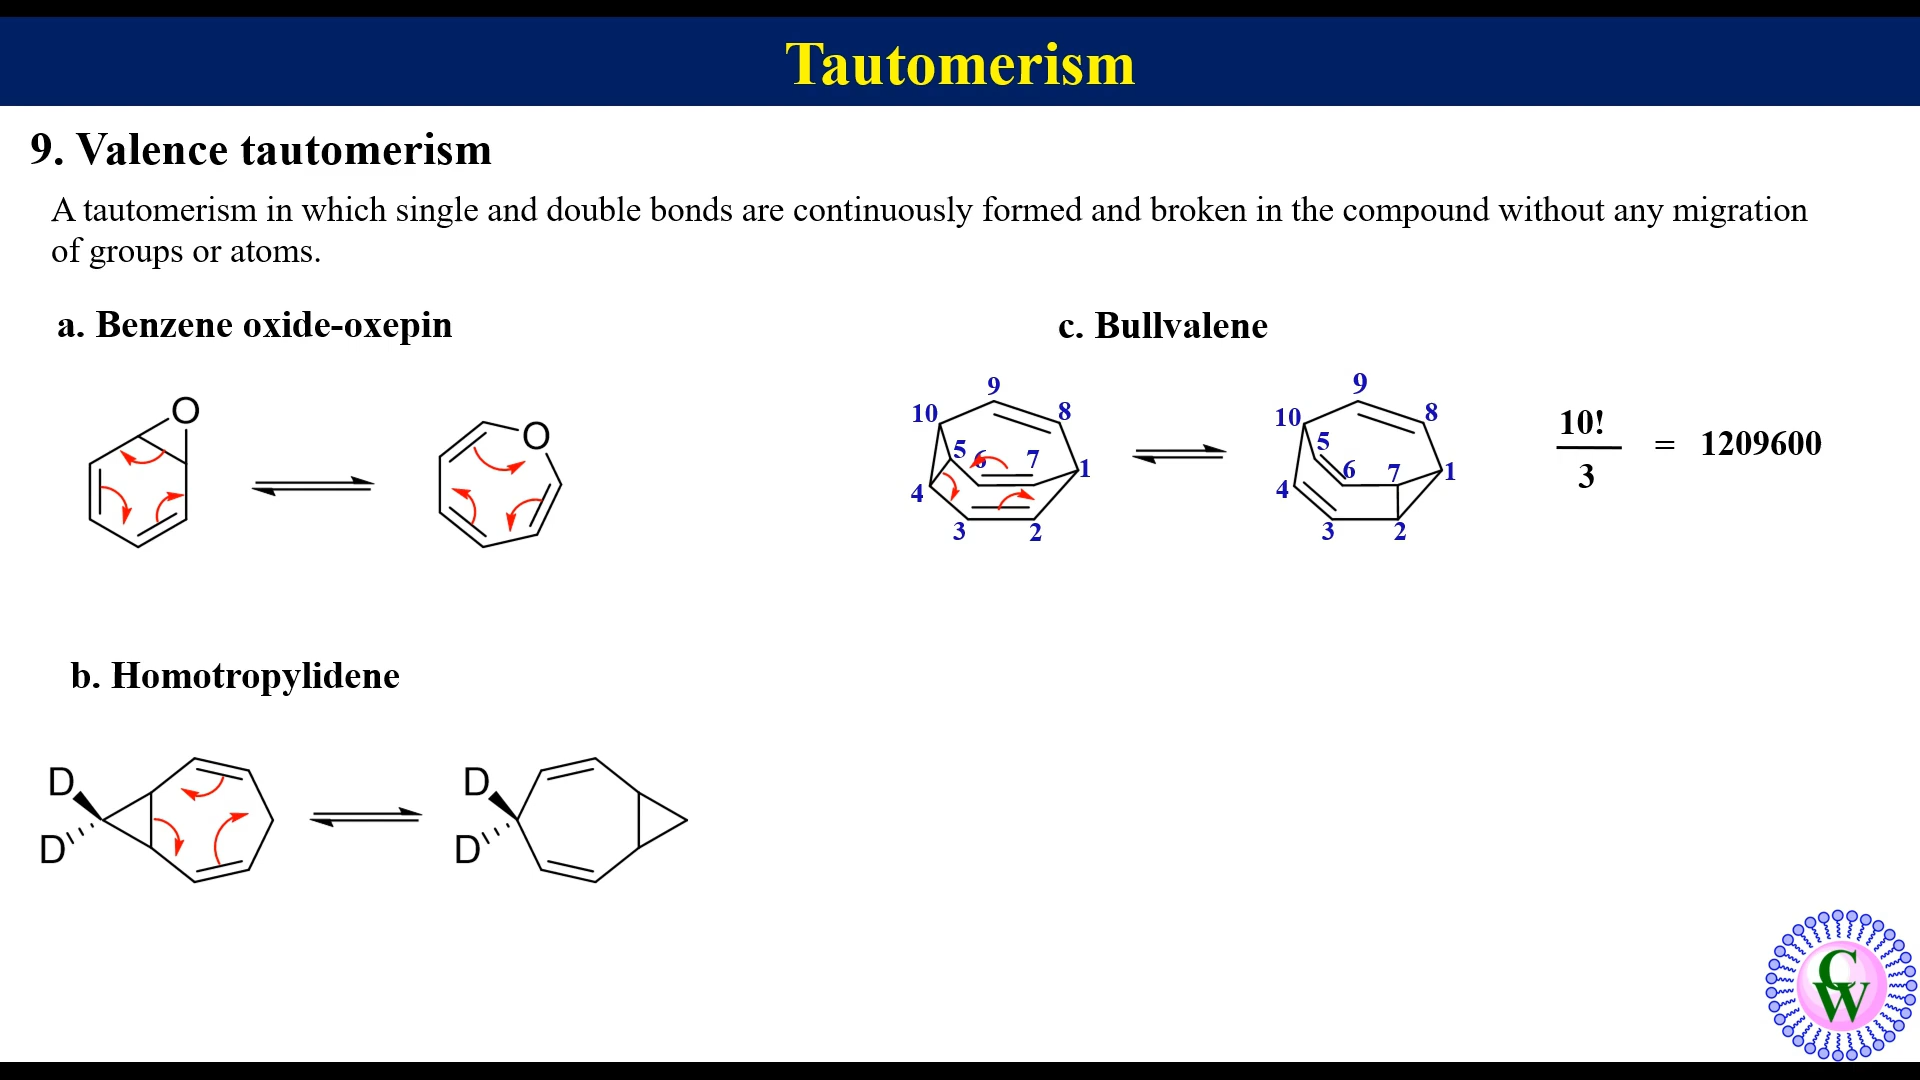 Tautomerism
9. Valence tautomerism
A tautomerism in which single and double bonds are continuously formed and broken in the compound without any migration
of groups or atoms.
a. Benzene oxide-oxepin
O
O
c. Bullvalene
9
10
8
5
6
7
1
4
3
2
9
10
8
5
6
7
1
4
3
2
10!
3
= 1209600
b. Homotropylidene
D
D
D
D
C
W